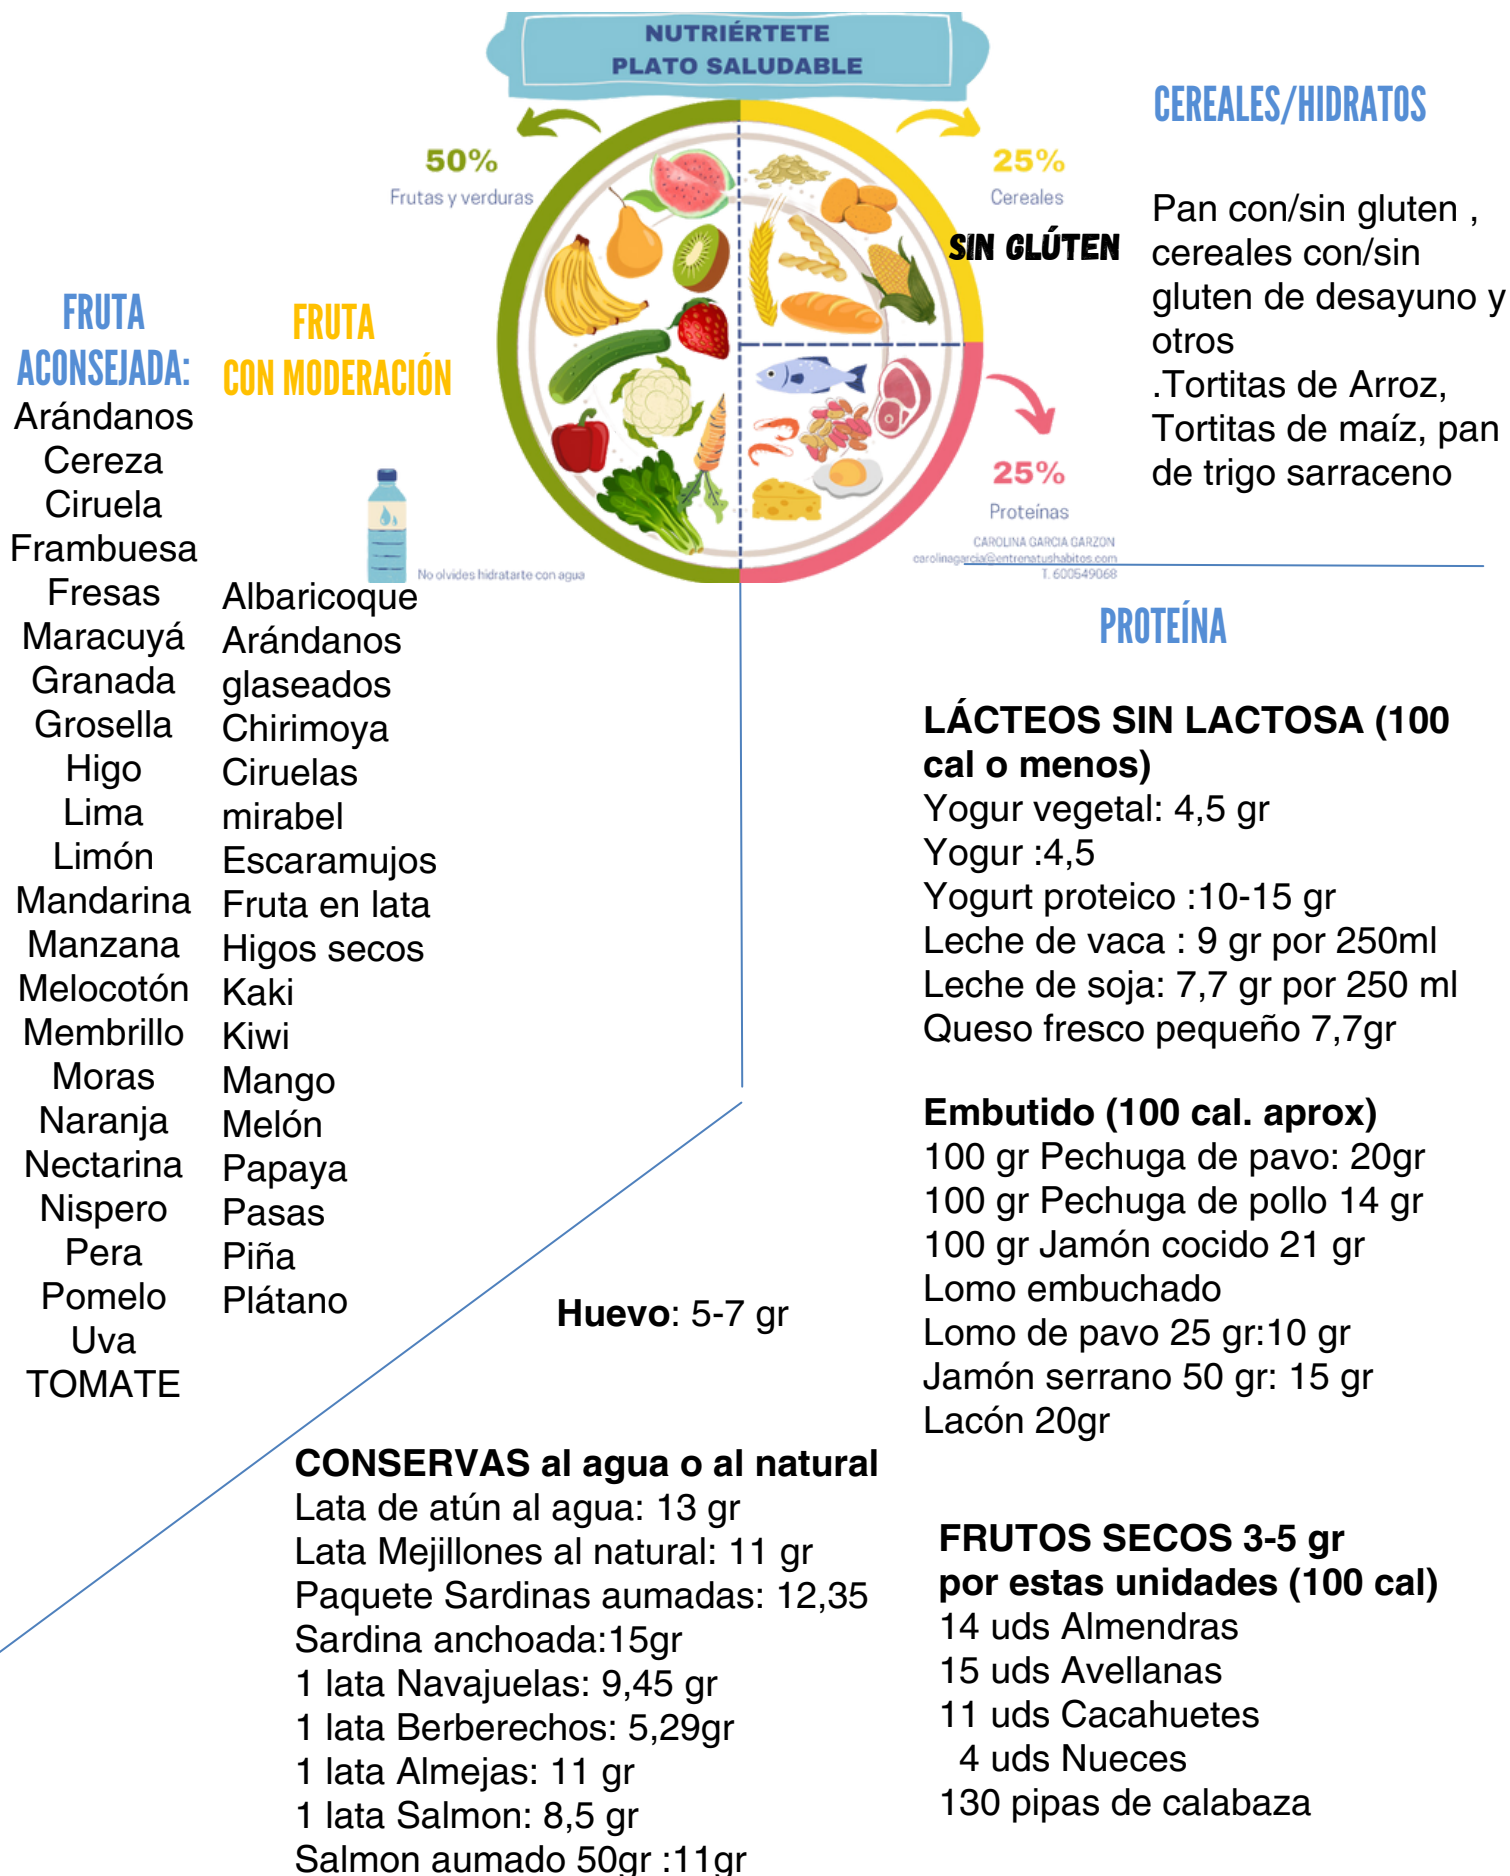 NUTRIÉRTETE
PLATO SALUDABLE
50%
Frutas y verduras
25%
Cereales
SIN GLÚTEN
25%
Proteínas
CAROLINA GARCIA GARZON
carolinagarcia@entrenatushabitos.com
T. 600549068
No olvides hidratarte con agua
CEREALES/HIDRATOS
Pan con/sin gluten ,
cereales con/sin
gluten de desayuno y
otros
.Tortitas de Arroz,
Tortitas de maíz, pan
de trigo sarraceno
FRUTA
ACONSEJADA:
Arándanos
Cereza
Ciruela
Frambuesa
Fresas
Maracuyá
Granada
Grosella
Higo
Lima
Limón
Mandarina
Manzana
Melocotón
Membrillo
Moras
Naranja
Nectarina
Nispero
Pera
Pomelo
Uva
TOMATE
FRUTA
CON MODERACIÓN
Albaricoque
Arándanos
glaseados
Chirimoya
Ciruelas
mirabel
Escaramujos
Fruta en lata
Higos secos
Kaki
Kiwi
Mango
Melón
Papaya
Pasas
Piña
Plátano
PROTEÍNA
LÁCTEOS SIN LACTOSA (100
cal o menos)
Yogur vegetal: 4,5 gr
Yogur :4,5
Yogurt proteico :10-15 gr
Leche de vaca : 9 gr por 250ml
Leche de soja: 7,7 gr por 250 ml
Queso fresco pequeño 7,7gr
Embutido (100 cal. aprox)
100 gr Pechuga de pavo: 20gr
100 gr Pechuga de pollo 14 gr
100 gr Jamón cocido 21 gr
Lomo embuchado
Lomo de pavo 25 gr:10 gr
Jamón serrano 50 gr: 15 gr
Lacón 20gr
Huevo: 5-7 gr
CONSERVAS al agua o al natural
Lata de atún al agua: 13 gr
Lata Mejillones al natural: 11 gr
Paquete Sardinas aumadas: 12,35
Sardina anchoada:15gr
1 lata Navajuelas: 9,45 gr
1 lata Berberechos: 5,29gr
1 lata Almejas: 11 gr
1 lata Salmon: 8,5 gr
Salmon aumado 50gr :11gr
FRUTOS SECOS 3-5 gr
por estas unidades (100 cal)
14 uds Almendras
15 uds Avellanas
11 uds Cacahuetes
4 uds Nueces
130 pipas de calabaza